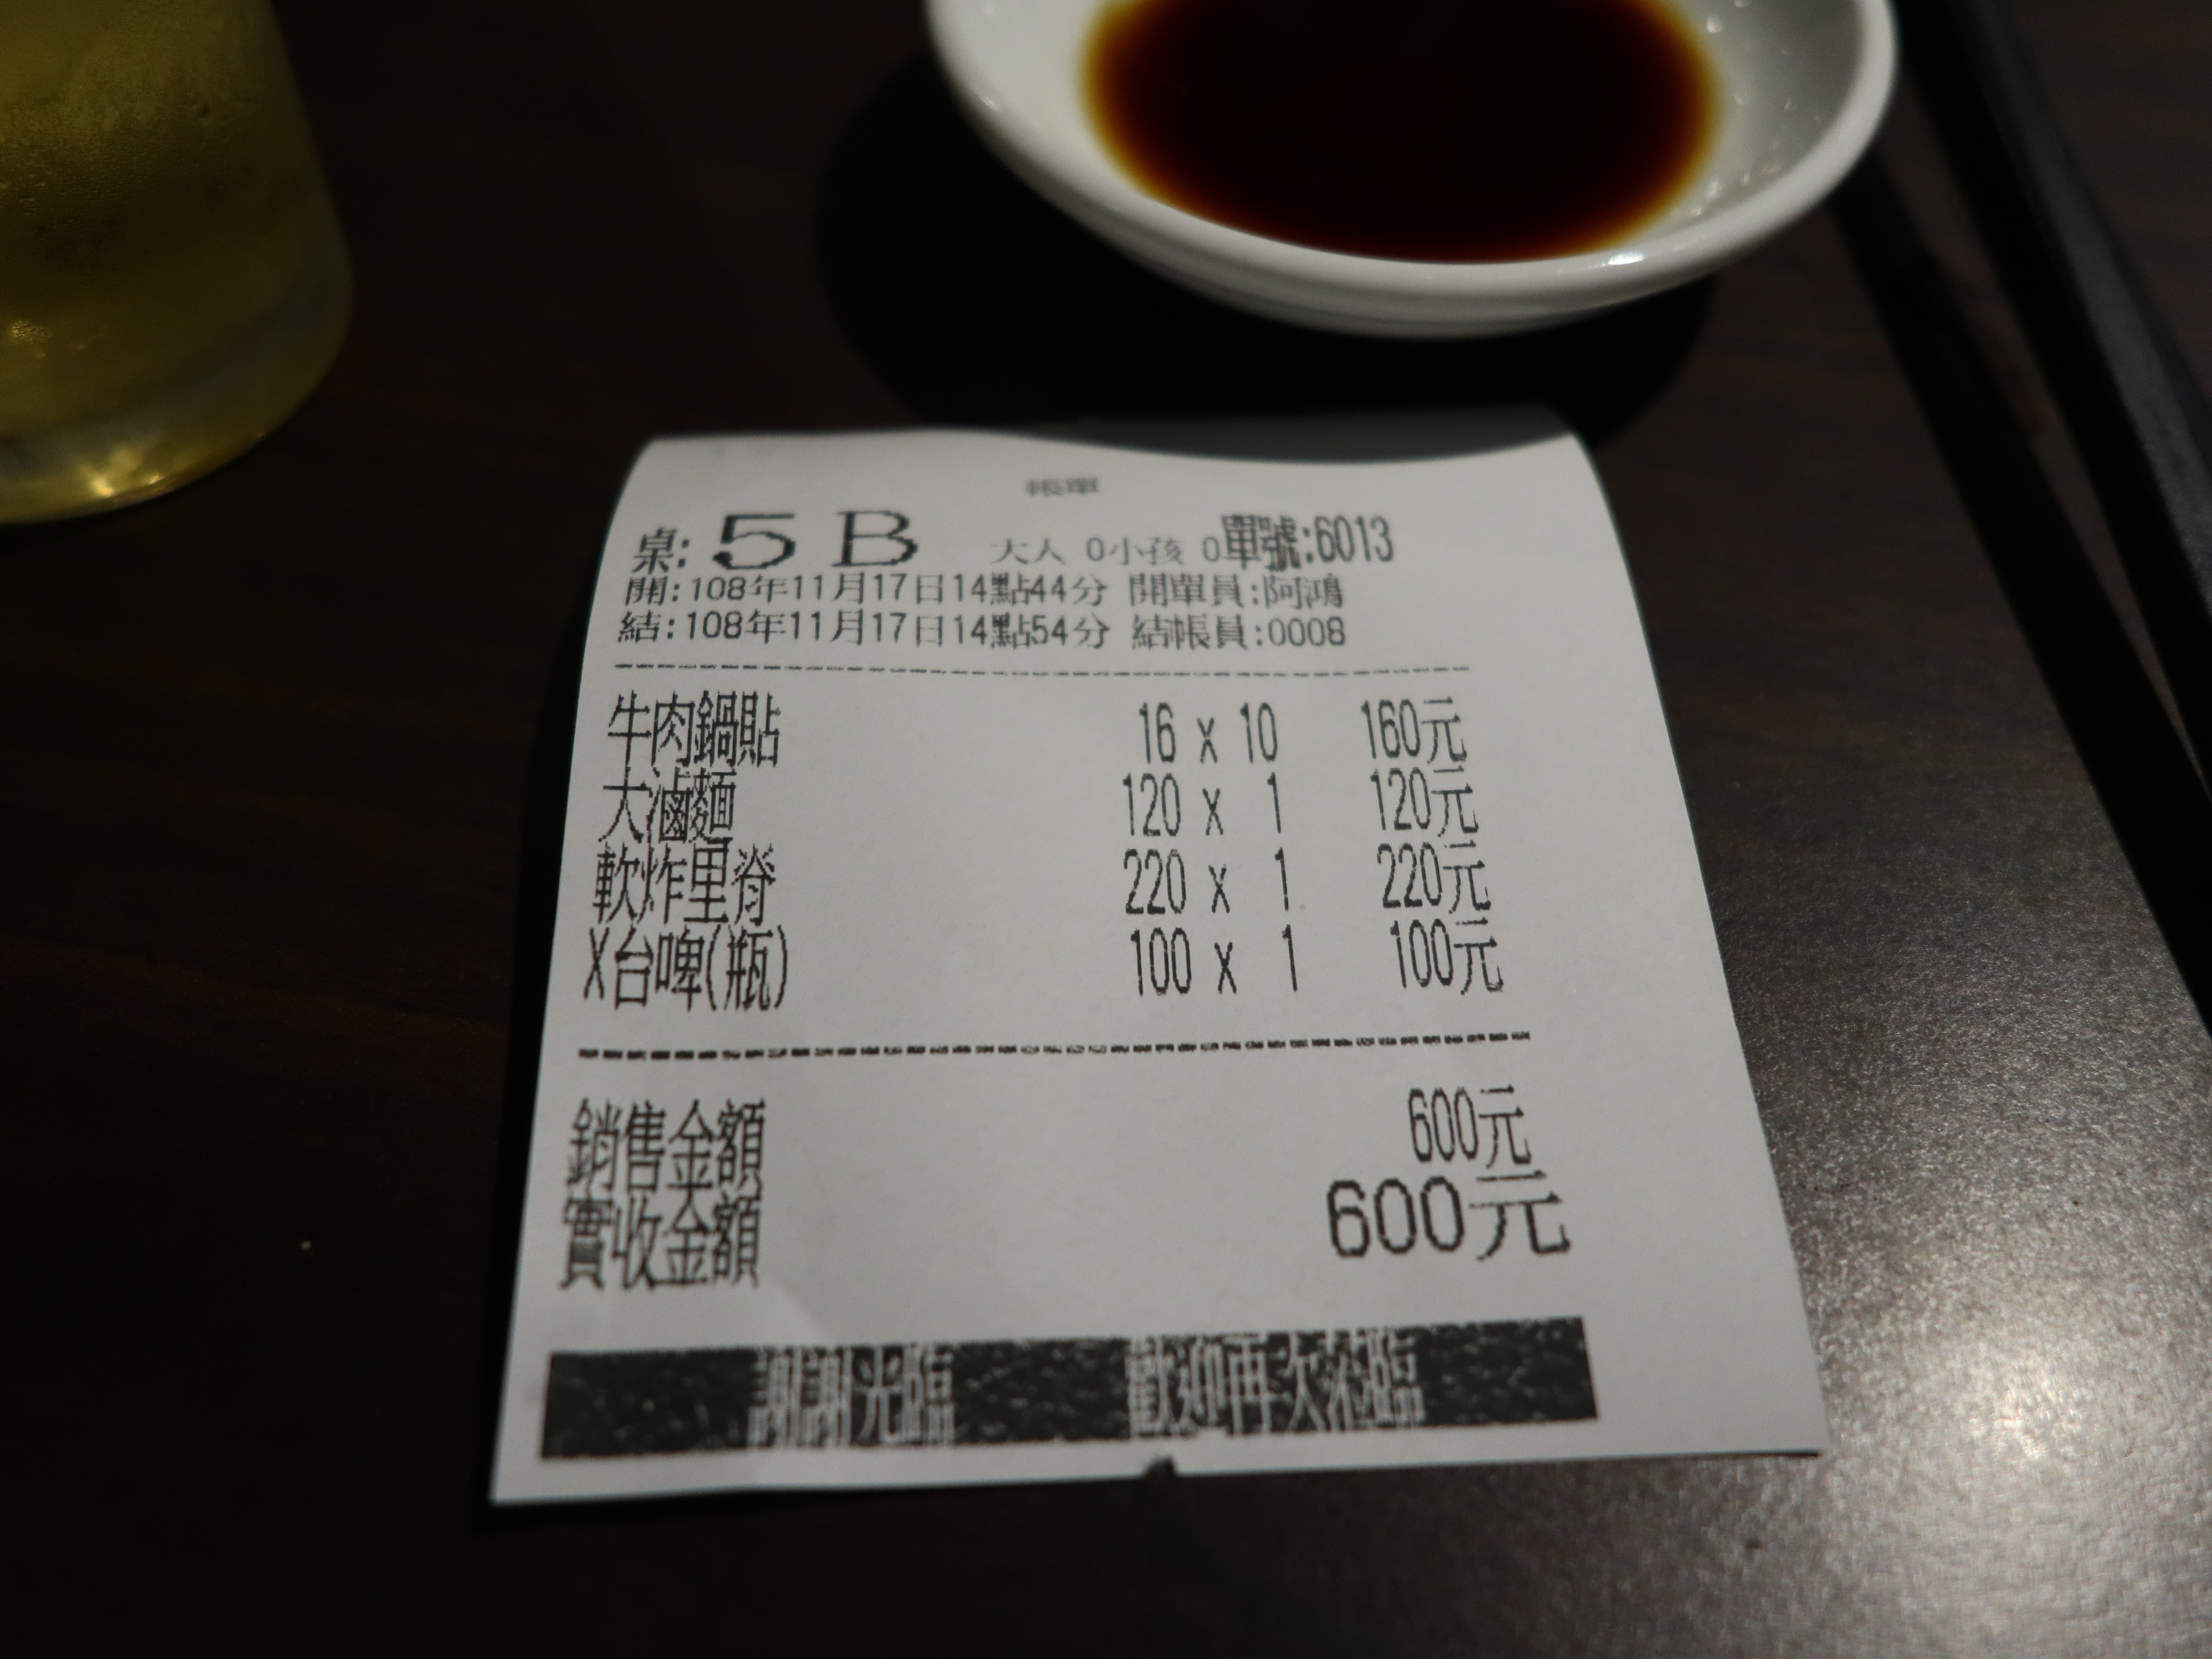 帳單
桌: 5 B 大人 0小孩 0單號:6013
開:108年11月17日14點44分 開單員:阿鴻
結:108年11月17日14點54分 結帳員:0008
牛肉鍋貼 16 x 10 160元
大滷麵 120 x 1 120元
軟炸里脊 220 x 1 220元
X台啤(瓶) 100 x 1 100元
銷售金額 600元
實收金額 600元
謝謝光臨 歡迎再次蒞臨